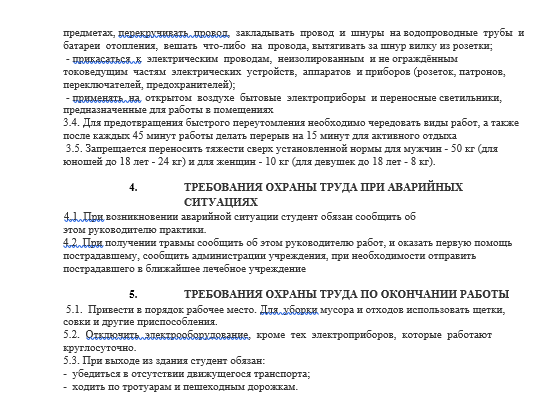 предметах, перекручивать провод, закладывать провод и шнуры на водопроводные трубы и
батареи отопления, вешать что-либо на провода, вытягивать за шнур вилку из розетки;
- прикасаться к электрическим проводам, неизолированным и не ограждённым
токоведущим частям электрических устройств, аппаратов и приборов (розеток, патронов,
переключателей, предохранителей);
- применять на открытом воздухе бытовые электроприборы и переносные светильники,
предназначенные для работы в помещениях
3.4. Для предотвращения быстрого переутомления необходимо чередовать виды работ, а также
после каждых 45 минут работы делать перерыв на 15 минут для активного отдыха
3.5. Запрещается переносить тяжести сверх установленной нормы для мужчин - 50 кг (для
юношей до 18 лет - 24 кг) и для женщин - 10 кг (для девушек до 18 лет - 8 кг).
4. ТРЕБОВАНИЯ ОХРАНЫ ТРУДА ПРИ АВАРИЙНЫХ
СИТУАЦИЯХ
4.1. При возникновении аварийной ситуации студент обязан сообщить об
этом руководителю практики.
4.2. При получении травмы сообщить об этом руководителю работ, и оказать первую помощь
пострадавшему, сообщить администрации учреждения, при необходимости отправить
пострадавшего в ближайшее лечебное учреждение
5. ТРЕБОВАНИЯ ОХРАНЫ ТРУДА ПО ОКОНЧАНИИ РАБОТЫ
5.1. Привести в порядок рабочее место. Для уборки мусора и отходов использовать щетки,
совки и другие приспособления.
5.2. Отключить электрооборудование, кроме тех электроприборов, которые работают
круглосуточно.
5.3. При выходе из здания студент обязан:
- убедиться в отсутствии движущегося транспорта;
- ходить по тротуарам и пешеходным дорожкам.